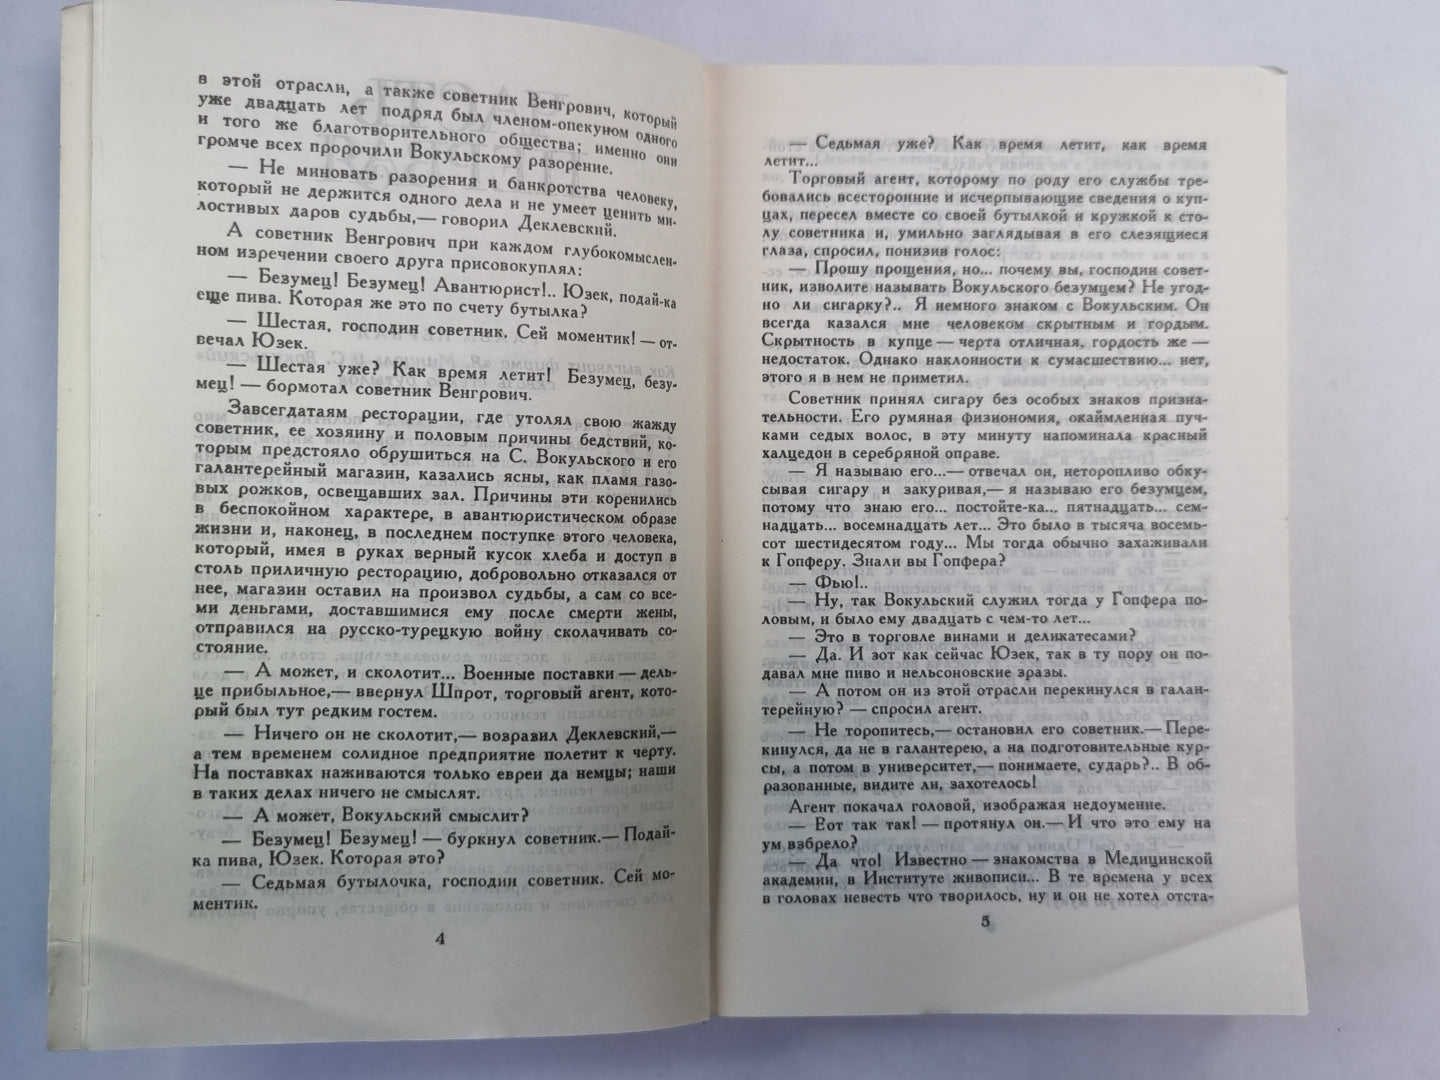 в этой отрасли, а также советник Венгрович, который
уже двадцать лет подряд был членом-опекуном одного
и того же благотворительного общества; именно они
громче всех пророчили Вокульскому разорение.
— Не миновать разорения и банкротства человеку,
который не держится одного дела и не умеет ценить ми-
лостивых даров судьбы,— говорил Деклевский.
А советник Венгрович при каждом глубокомыслен-
ном изречении своего друга присовокуплял:
— Безумец! Безумец! Авантюрист!.. Юзек, подай-ка
еще пива. Которая же это по счету бутылка?
— Шестая, господин советник. Сей моментик! — от-
вечал Юзек.
— Шестая уже? Как время летит! Безумец, безу-
мец! — бормотал советник Венгрович.
Завсегдатаям ресторации, где утолял свою жажду
советник, ее хозяину и половым причины бедствий, ко-
торым предстояло обрушиться на С. Вокульского и его
галантерейный магазин, казались ясны, как пламя газо-
вых рожков, освещавших зал. Причины эти коренились
в беспокойном характере, в авантюристическом образе
жизни и, наконец, в последнем поступке этого человека,
который, имея в руках верный кусок хлеба и доступ в
столь приличную ресторацию, добровольно отказался от
нее, магазин оставил на произвол судьбы, а сам со все-
ми деньгами, доставшимися ему после смерти жены,
отправился на русско-турецкую войну сколачивать со-
стояние.
— А может, и сколотит... Военные поставки — дель-
це прибыльное,— ввернул Шпрот, торговый агент, кото-
рый был тут редким гостем.
— Ничего он не сколотит,— возразил Деклевский,—
а тем временем солидное предприятие полетит к черту.
На поставках наживаются только евреи да немцы; наши
в таких делах ничего не смыслят.
— А может, Вокульский смыслит?
— Безумец! Безумец! — буркнул советник.— Подай-
ка пива, Юзек. Которая это?
— Седьмая бутылочка, господин советник. Сей мо-
ментик.
4
— Седьмая уже? Как время летит, как время
летит...
Торговый агент, которому по роду его службы тре-
бовались всесторонние и исчерпывающие сведения о куп-
цах, пересел вместе со своей бутылкой и кружкой к сто-
лу советника и, умильно заглядывая в его слезящиеся
глаза, спросил, понизив голос:
— Прошу прощения, но... почему вы, господин совет-
ник, изволите называть Вокульского безумцем? Не угод-
но ли сигарку?.. Я немного знаком с Вокульским. Он
всегда казался мне человеком скрытным и гордым.
Скрытность в купце — черта отличная, гордость же —
недостаток. Однако наклонности к сумасшествию... нет,
этого я в нем не приметил.
Советник принял сигару без особых знаков призна-
тельности. Его румяная физиономия, окаймленная пуч-
ками седых волос, в эту минуту напоминала красный
халцедон в серебряной оправе.
— Я называю его...— отвечал он, неторопливо обку-
сывая сигару и закуривая,— я называю его безумцем,
потому что знаю его... постойте-ка... пятнадцать... сем-
надцать... восемнадцать лет... Это было в тысяча восемь-
сот шестидесятом году... Мы тогда обычно захаживали
к Гопферу. Знали вы Гопфера?
— Фью!..
— Ну, так Вокульский служил тогда у Гопфера по-
ловым, и было ему двадцать с чем-то лет...
— Это в торговле винами и деликатесами?
— Да. И зот как сейчас Юзек, так в ту пору он по-
давал мне пиво и нельсоновские зразы.
— А потом он из этой отрасли перекинулся в галан-
терейную? — спросил агент.
— Не торопитесь,— остановил его советник.— Пере-
кинулся, да не в галантерею, а на подготовительные кур-
сы, а потом в университет,— понимаете, сударь?.. В об-
разованные, видите ли, захотелось!
Агент покачал головой, изображая недоумение.
— Вот так так! — протянул он.— И что это ему на
ум взбрело?
— Да что! Известно — знакомства в Медицинской
академии, в Институте живописи... В те времена у всех
в головах невесть что творилось, ну и он не хотел отста-
5